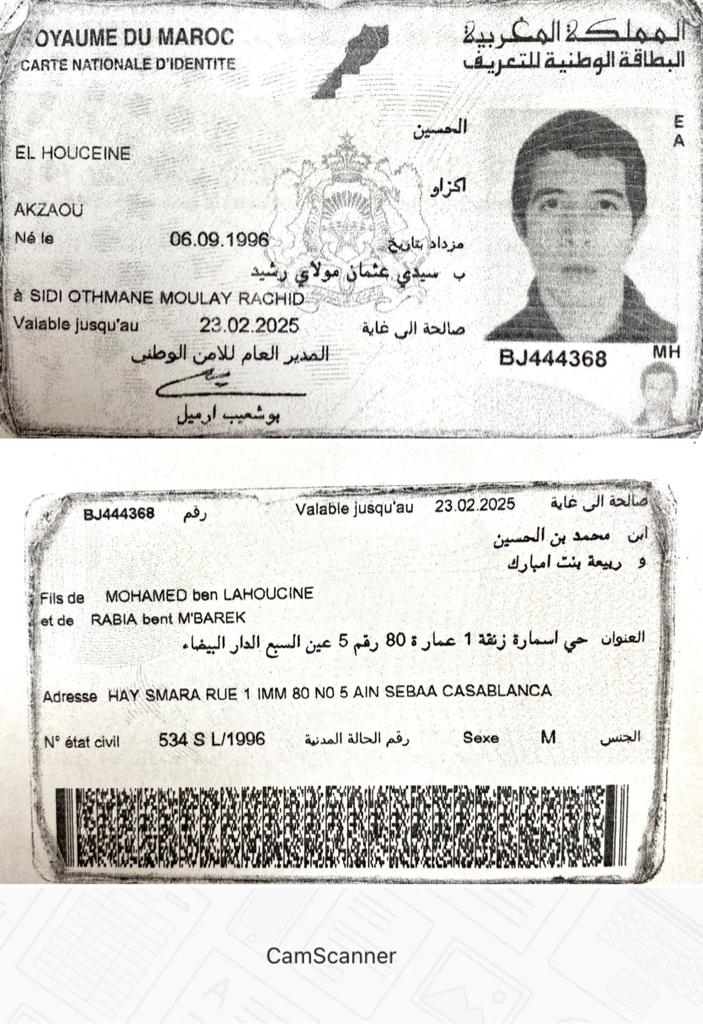 OYAUME DU MAROC
CARTE NATIONALE D'IDENTITE
المملكة المغربية
البطاقة الوطنية للتعريف
E
A
الحسين
EL HOUCEINE
اكزاو
AKZAOU
Né le 06.09.1996 مزداد بتاريخ
ب سيدي عثمان مولاي رشيد
à SIDI OTHMANE MOULAY RACHID
Valable jusqu'au 23.02.2025 صالحة الى غاية
المدير العام للامن الوطني
بوشعيب ارميل
BJ444368
MH
BJ444368 رقم Valable jusqu'au 23.02.2025 صالحة الى غاية
ابن محمد بن الحسين
و ربيعة بنت امبارك
Fils de MOHAMED ben LAHOUCINE
et de RABIA bent M'BAREK
العنوان حي اسمارة زنقة 1 عمارة 80 رقم 5 عين السبع الدار البيضاء
Adresse HAY SMARA RUE 1 IMM 80 N0 5 AIN SEBAA CASABLANCA
N° état civil 534 S L/1996 رقم الحالة المدنية Sexe M الجنس
CamScanner